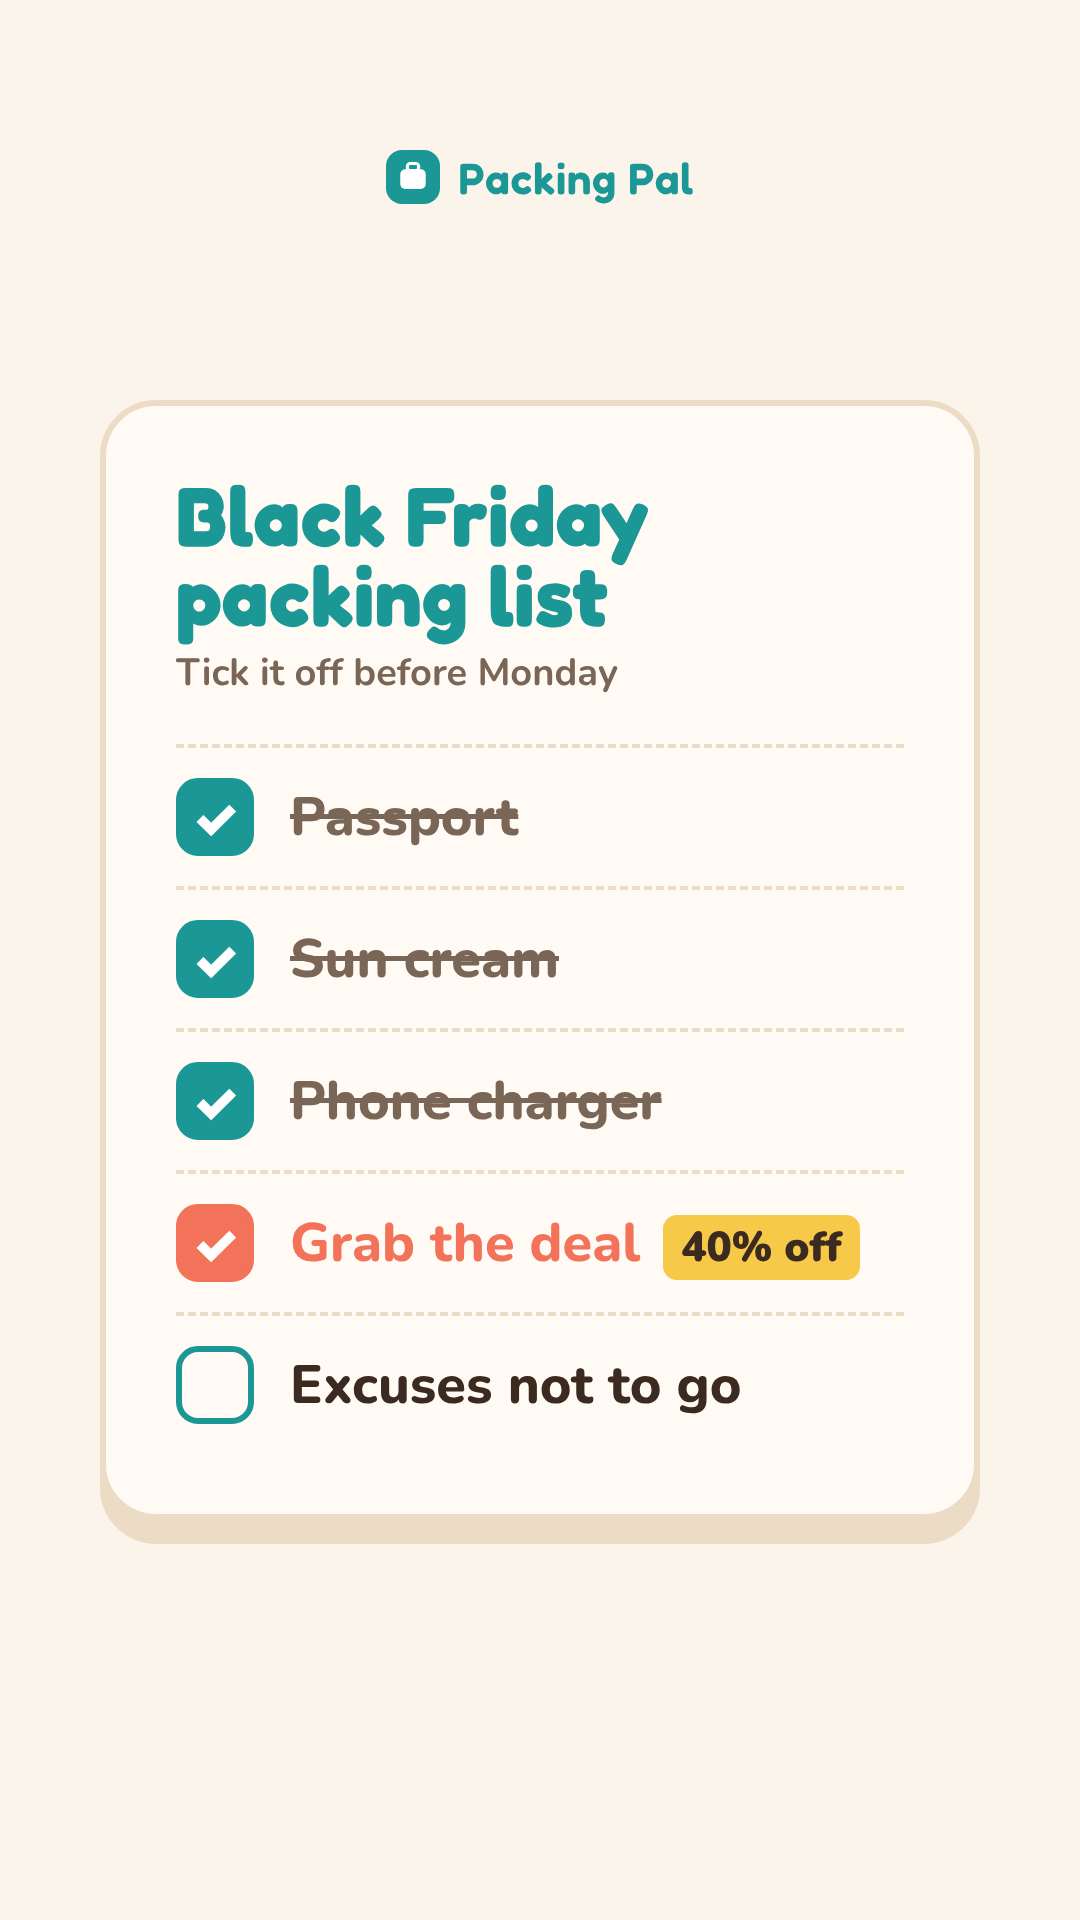 Packing Pal
Black Friday
packing list
Tick it off before Monday
Passport
Sun cream
Phone charger
Grab the deal 40% off
Excuses not to go